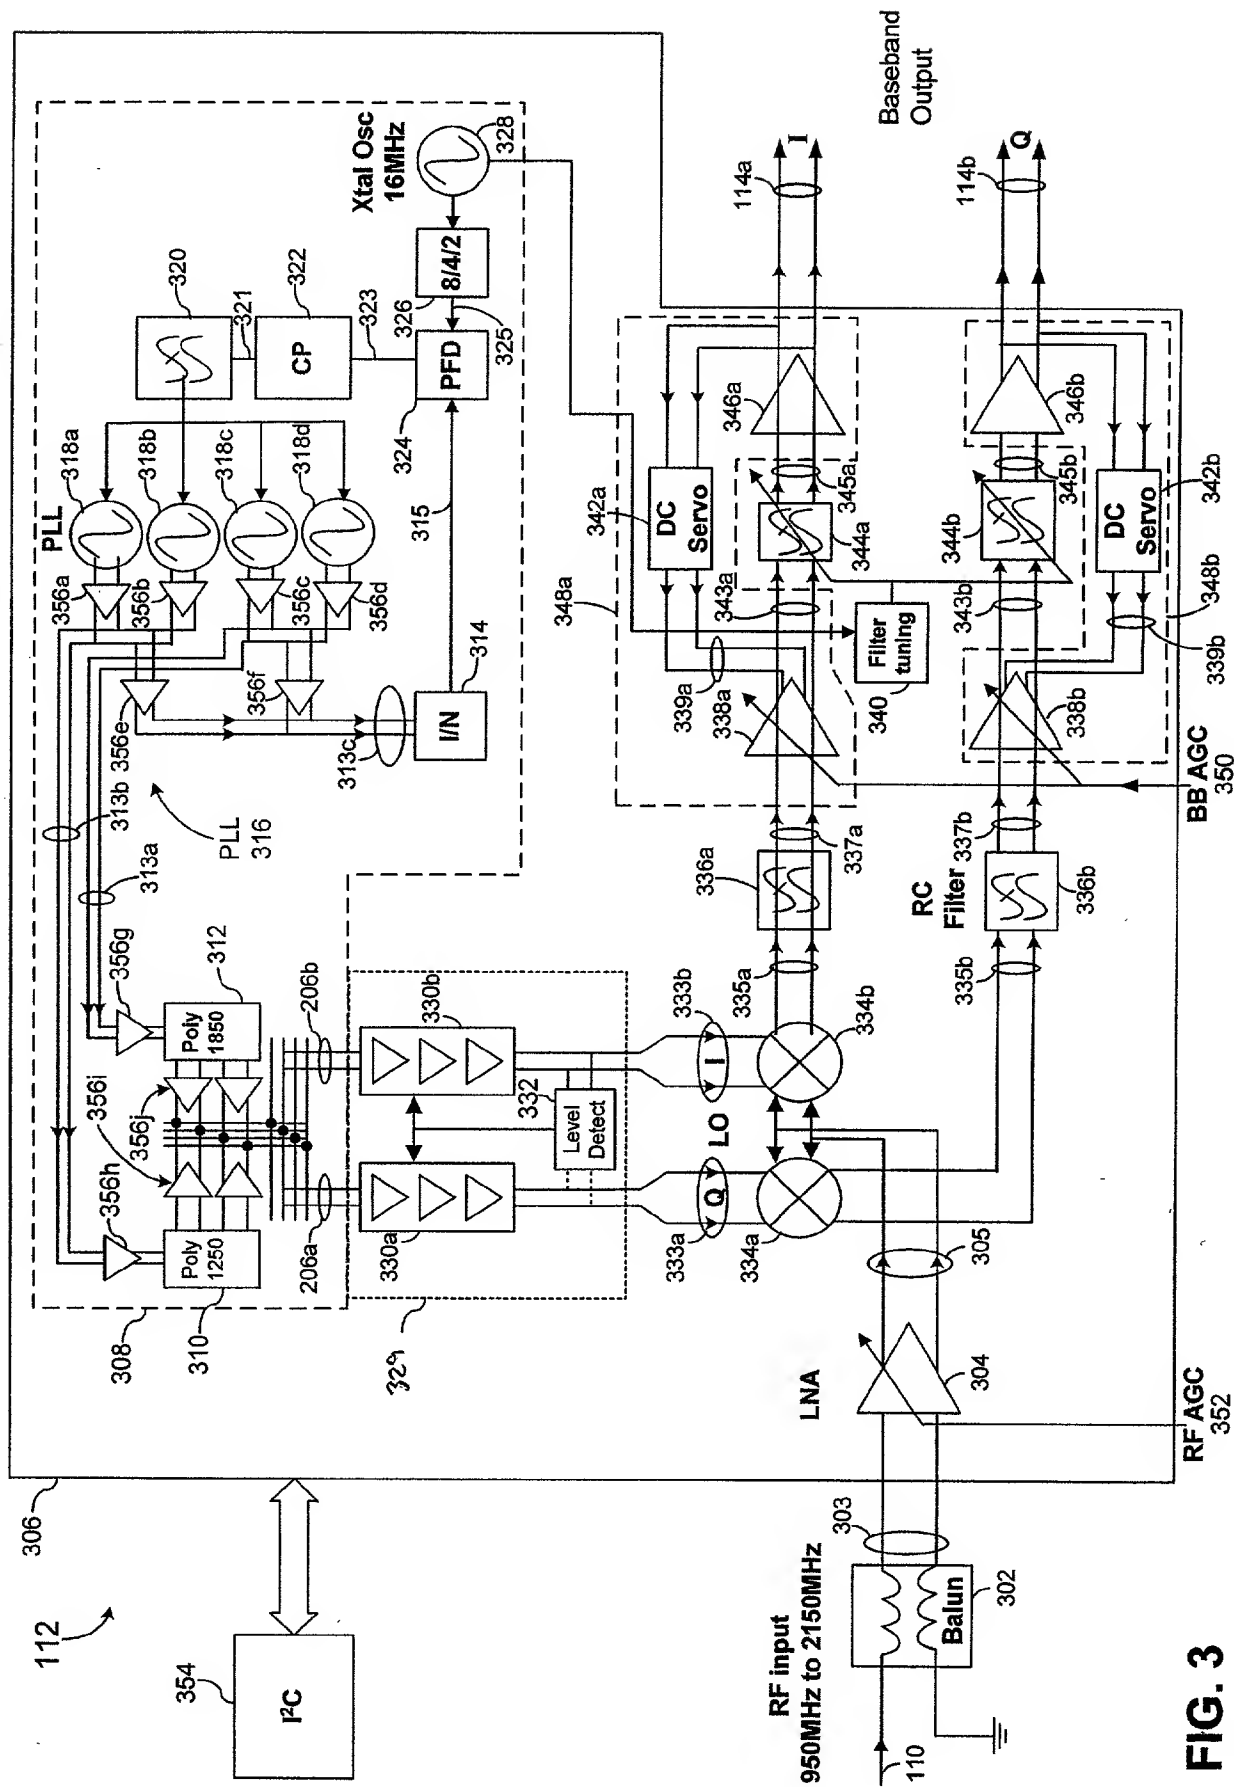 112
306
354
I²C
308
PLL
318a
318b
318c
318d
320
321
CP
322
323
Xtal Osc
16MHz
328
8/4/2
326
325
PFD
324
315
356a
356b
356c
356d
356e
356f
313c
I/N
314
313b
313a
PLL
316
356g
Poly
1850
312
356i
356j
356h
Poly
1250
310
206a
206b
330b
330a
332
Level
Detect
329
333b
I
LO
Q
333a
334b
334a
335a
335b
336a
337a
RC
Filter
336b
337b
348a
339a
338a
342a
DC
Servo
343a
344a
345a
346a
114a
I
Filter
tuning
340
338b
343b
344b
345b
346b
DC
Servo
342b
339b
348b
114b
Q
Baseband
Output
BB AGC
350
305
LNA
304
RF AGC
352
303
Balun
302
RF input
950MHz to 2150MHz
110
FIG. 3